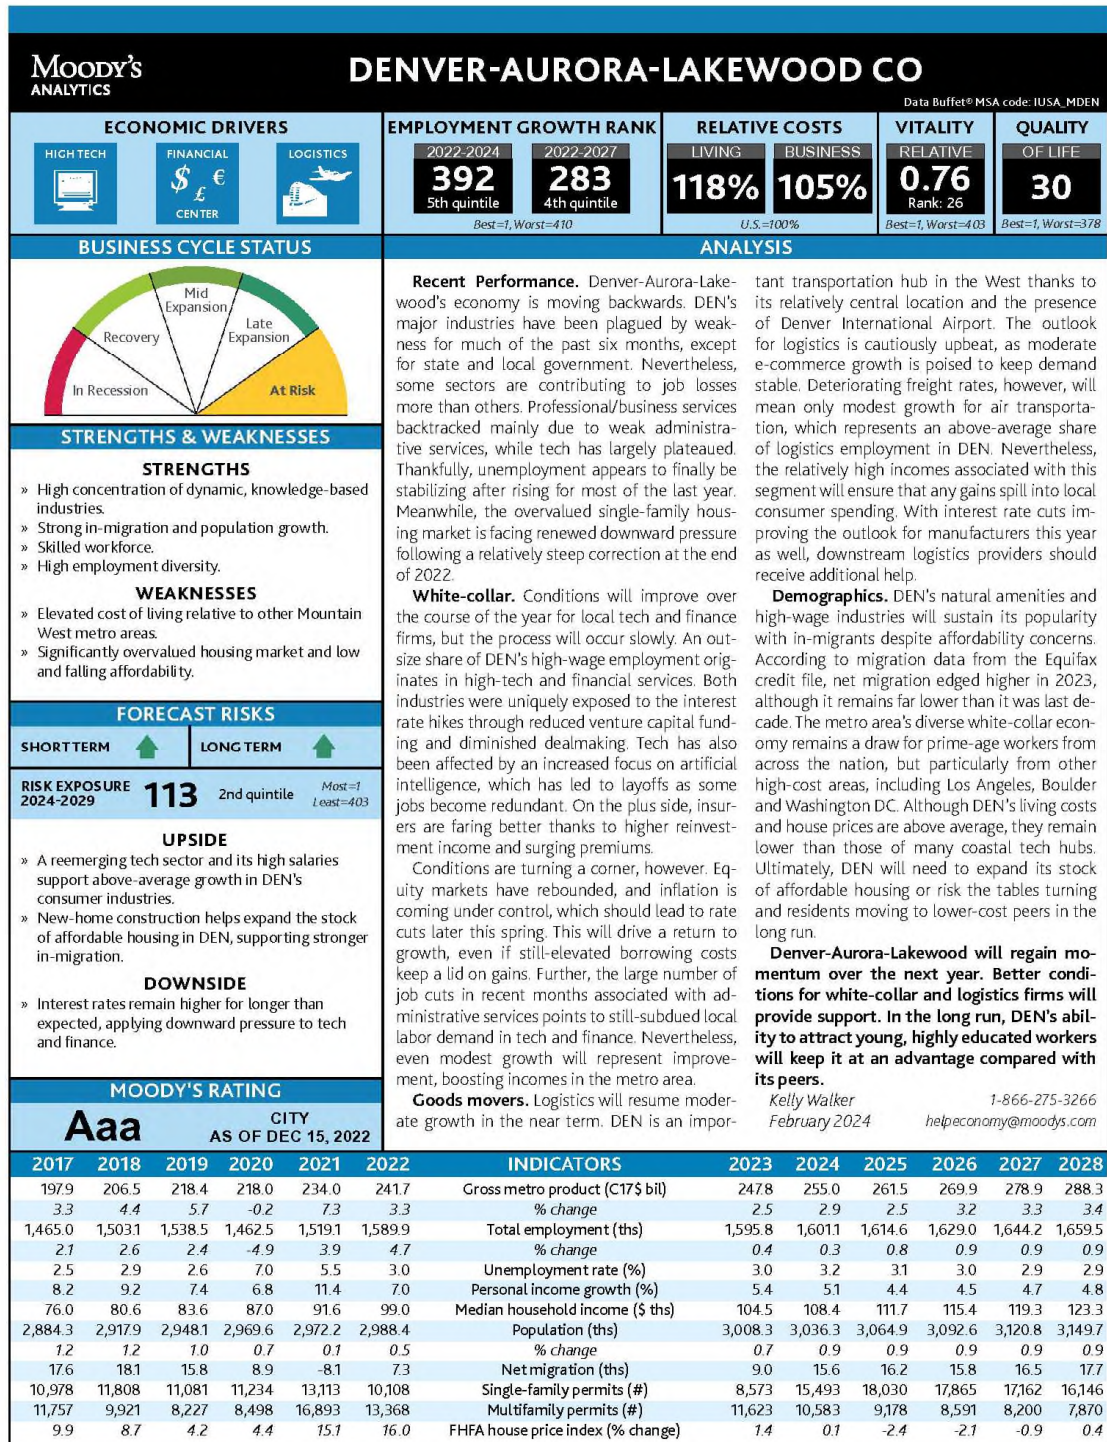 MOODY'S
ANALYTICS
DENVER-AURORA-LAKEWOOD CO
Data Buffet® MSA code: IUSA_MDEN
ECONOMIC DRIVERS
HIGH TECH
FINANCIAL
$ £ €
CENTER
LOGISTICS
EMPLOYMENT GROWTH RANK
2022-2024 2022-2027
392 283
5th quintile 4th quintile
Best=1, Worst=410
RELATIVE COSTS
LIVING BUSINESS
118% 105%
U.S.=100%
VITALITY
RELATIVE
0.76
Rank: 26
Best=1, Worst=403
QUALITY
OF LIFE
30
Best=1, Worst=378
BUSINESS CYCLE STATUS
Mid
Expansion
Recovery
Late
Expansion
In Recession
At Risk
STRENGTHS & WEAKNESSES
STRENGTHS
» High concentration of dynamic, knowledge-based
industries.
» Strong in-migration and population growth.
» Skilled workforce.
» High employment diversity.
WEAKNESSES
» Elevated cost of living relative to other Mountain
West metro areas.
» Significantly overvalued housing market and low
and falling affordability.
FORECAST RISKS
SHORT TERM LONG TERM
RISK EXPOSURE
2024-2029
113
2nd quintile
Most=1
Least=403
UPSIDE
» A reemerging tech sector and its high salaries
support above-average growth in DEN's
consumer industries.
» New-home construction helps expand the stock
of affordable housing in DEN, supporting stronger
in-migration.
DOWNSIDE
» Interest rates remain higher for longer than
expected, applying downward pressure to tech
and finance.
MOODY'S RATING
Aaa
CITY
AS OF DEC 15, 2022
ANALYSIS
Recent Performance. Denver-Aurora-Lake-
wood's economy is moving backwards. DEN's
major industries have been plagued by weak-
ness for much of the past six months, except
for state and local government. Nevertheless,
some sectors are contributing to job losses
more than others. Professional/business services
backtracked mainly due to weak administra-
tive services, while tech has largely plateaued.
Thankfully, unemployment appears to finally be
stabilizing after rising for most of the last year.
Meanwhile, the overvalued single-family hous-
ing market is facing renewed downward pressure
following a relatively steep correction at the end
of 2022.
White-collar. Conditions will improve over
the course of the year for local tech and finance
firms, but the process will occur slowly. An out-
size share of DEN's high-wage employment orig-
inates in high-tech and financial services. Both
industries were uniquely exposed to the interest
rate hikes through reduced venture capital fund-
ing and diminished dealmaking. Tech has also
been affected by an increased focus on artificial
intelligence, which has led to layoffs as some
jobs become redundant. On the plus side, insur-
ers are faring better thanks to higher reinvest-
ment income and surging premiums.
Conditions are turning a corner, however. Eq-
uity markets have rebounded, and inflation is
coming under control, which should lead to rate
cuts later this spring. This will drive a return to
growth, even if still-elevated borrowing costs
keep a lid on gains. Further, the large number of
job cuts in recent months associated with ad-
ministrative services points to still-subdued local
labor demand in tech and finance. Nevertheless,
even modest growth will represent improve-
ment, boosting incomes in the metro area.
Goods movers. Logistics will resume moder-
ate growth in the near term. DEN is an impor-
tant transportation hub in the West thanks to
its relatively central location and the presence
of Denver International Airport. The outlook
for logistics is cautiously upbeat, as moderate
e-commerce growth is poised to keep demand
stable. Deteriorating freight rates, however, will
mean only modest growth for air transporta-
tion, which represents an above-average share
of logistics employment in DEN. Nevertheless,
the relatively high incomes associated with this
segment will ensure that any gains spill into local
consumer spending. With interest rate cuts im-
proving the outlook for manufacturers this year
as well, downstream logistics providers should
receive additional help.
Demographics. DEN's natural amenities and
high-wage industries will sustain its popularity
with in-migrants despite affordability concerns.
According to migration data from the Equifax
credit file, net migration edged higher in 2023,
although it remains far lower than it was last de-
cade. The metro area's diverse white-collar econ-
omy remains a draw for prime-age workers from
across the nation, but particularly from other
high-cost areas, including Los Angeles, Boulder
and Washington DC. Although DEN's living costs
and house prices are above average, they remain
lower than those of many coastal tech hubs.
Ultimately, DEN will need to expand its stock
of affordable housing or risk the tables turning
and residents moving to lower-cost peers in the
long run.
Denver-Aurora-Lakewood will regain mo-
mentum over the next year. Better condi-
tions for white-collar and logistics firms will
provide support. In the long run, DEN's abil-
ity to attract young, highly educated workers
will keep it at an advantage compared with
its peers.
Kelly Walker 1-866-275-3266
February 2024 helpeconomy@moodys.com
2017 2018 2019 2020 2021 2022 INDICATORS 2023 2024 2025 2026 2027 2028
197.9 206.5 218.4 218.0 234.0 241.7 Gross metro product (C17$ bil) 247.8 255.0 261.5 269.9 278.9 288.3
3.3 4.4 5.7 -0.2 7.3 3.3 % change 2.5 2.9 2.5 3.2 3.3 3.4
1,465.0 1,503.1 1,538.5 1,462.5 1,519.1 1,589.9 Total employment (ths) 1,595.8 1,601.1 1,614.6 1,629.0 1,644.2 1,659.5
2.1 2.6 2.4 -4.9 3.9 4.7 % change 0.4 0.3 0.8 0.9 0.9 0.9
2.5 2.9 2.6 7.0 5.5 3.0 Unemployment rate (%) 3.0 3.2 3.1 3.0 2.9 2.9
8.2 9.2 7.4 6.8 11.4 7.0 Personal income growth (%) 5.4 5.1 4.4 4.5 4.7 4.8
76.0 80.6 83.6 87.0 91.6 99.0 Median household income ($ ths) 104.5 108.4 111.7 115.4 119.3 123.3
2,884.3 2,917.9 2,948.1 2,969.6 2,972.2 2,988.4 Population (ths) 3,008.3 3,036.3 3,064.9 3,092.6 3,120.8 3,149.7
1.2 1.2 1.0 0.7 0.1 0.5 % change 0.7 0.9 0.9 0.9 0.9 0.9
17.6 18.1 15.8 8.9 -8.1 7.3 Net migration (ths) 9.0 15.6 16.2 15.8 16.5 17.7
10,978 11,808 11,081 11,234 13,113 10,108 Single-family permits (#) 8,573 15,493 18,030 17,865 17,162 16,146
11,757 9,921 8,227 8,498 16,893 13,368 Multifamily permits (#) 11,623 10,583 9,178 8,591 8,200 7,870
9.9 8.7 4.2 4.4 15.1 16.0 FHFA house price index (% change) 1.4 0.1 -2.4 -2.1 -0.9 0.4